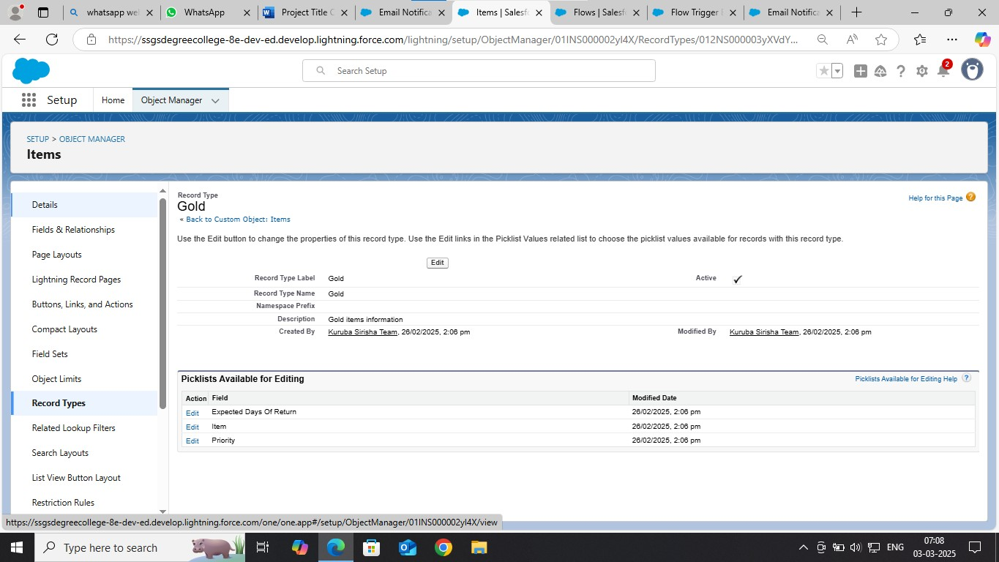 whatsapp wel
WhatsApp
Project Title C
Email Notifica
Items | Salesf
Flows | Salesf
Flow Trigger
Email Notifica
https://ssgsdegreecollege-8e-dev-ed.develop.lightning.force.com/lightning/setup/ObjectManager/01INS000002yI4X/RecordTypes/012NS000003yXVdY...
Search Setup
2
Setup
Home
Object Manager
SETUP > OBJECT MANAGER
Items
Details
Fields & Relationships
Page Layouts
Lightning Record Pages
Buttons, Links, and Actions
Compact Layouts
Field Sets
Object Limits
Record Types
Related Lookup Filters
Search Layouts
List View Button Layout
Restriction Rules
Record Type
Gold
« Back to Custom Object: Items
Help for this Page ?
Use the Edit button to change the properties of this record type. Use the Edit links in the Picklist Values related list to choose the picklist values available for records with this record type.
Edit
Record Type Label Gold Active
Record Type Name Gold
Namespace Prefix
Description Gold items information
Created By Kuruba Sirisha Team, 26/02/2025, 2:06 pm Modified By Kuruba Sirisha Team, 26/02/2025, 2:06 pm
Picklists Available for Editing Picklists Available for Editing Help ?
Action Field Modified Date
Edit Expected Days Of Return 26/02/2025, 2:06 pm
Edit Item 26/02/2025, 2:06 pm
Edit Priority 26/02/2025, 2:06 pm
https://ssgsdegreecollege-8e-dev-ed.develop.lightning.force.com/one/one.app#/setup/ObjectManager/01INS000002yI4X/view
Type here to search
ENG
07:08
03-03-2025